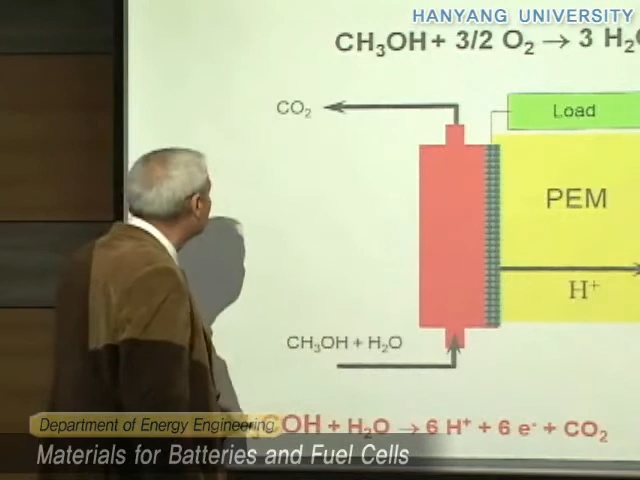 HANYANG UNIVERSITY
CH₃OH + 3/2 O₂ → 3 H₂
CO₂
Load
PEM
H⁺
CH₃OH + H₂O
OH + H₂O → 6 H⁺ + 6 e⁻ + CO₂
Department of Energy Engineering
Materials for Batteries and Fuel Cells